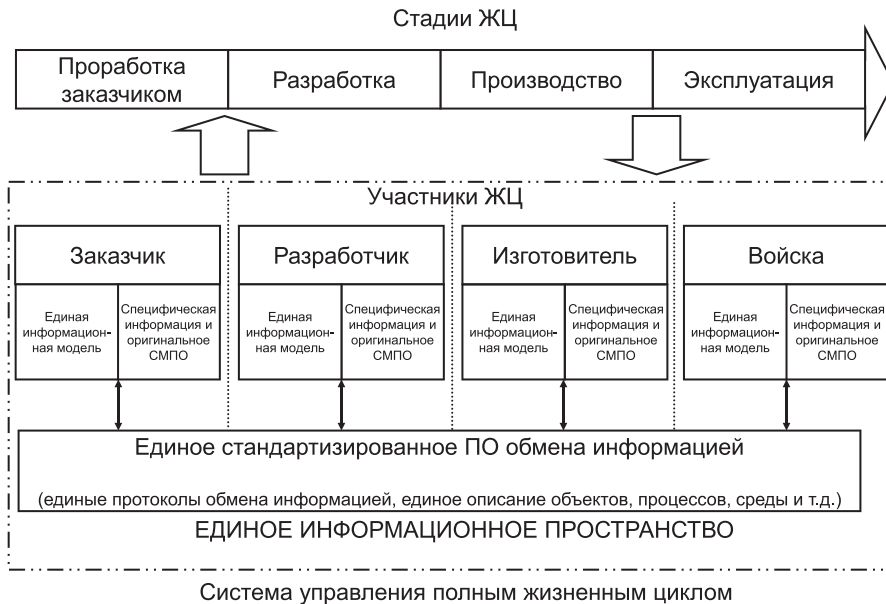 Стадии ЖЦ
Проработка
заказчиком
Разработка
Производство
Эксплуатация
Участники ЖЦ
Заказчик
Единая
информацион-
ная модель
Специфическая
информация и
оригинальное
СМПО
Разработчик
Единая
информацион-
ная модель
Специфическая
информация и
оригинальное
СМПО
Изготовитель
Единая
информацион-
ная модель
Специфическая
информация и
оригинальное
СМПО
Войска
Единая
информацион-
ная модель
Специфическая
информация и
оригинальное
СМПО
Единое стандартизированное ПО обмена информацией
(единые протоколы обмена информацией, единое описание объектов, процессов, среды и т.д.)
ЕДИНОЕ ИНФОРМАЦИОННОЕ ПРОСТРАНСТВО
Система управления полным жизненным циклом